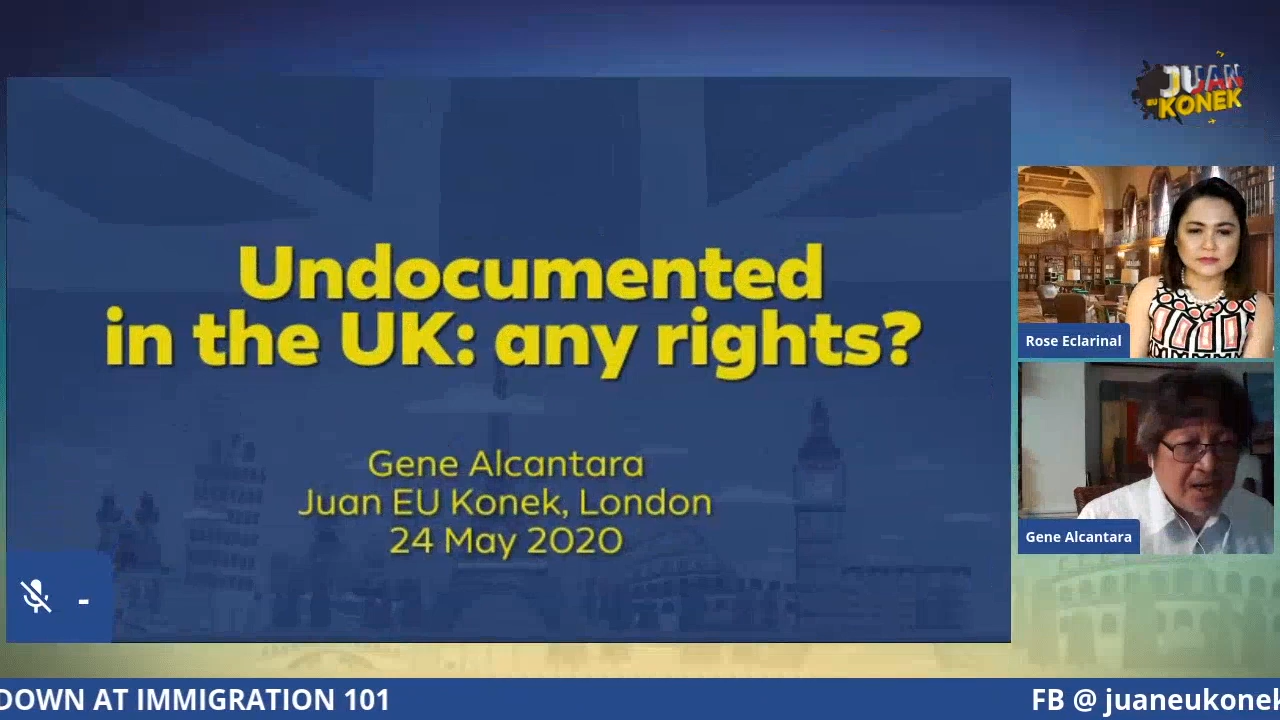 JUAN
EU KONEK
Undocumented
in the UK: any rights?
Gene Alcantara
Juan EU Konek, London
24 May 2020
-
Rose Eclarinal
Gene Alcantara
DOWN AT IMMIGRATION 101
FB @ juaneukonek